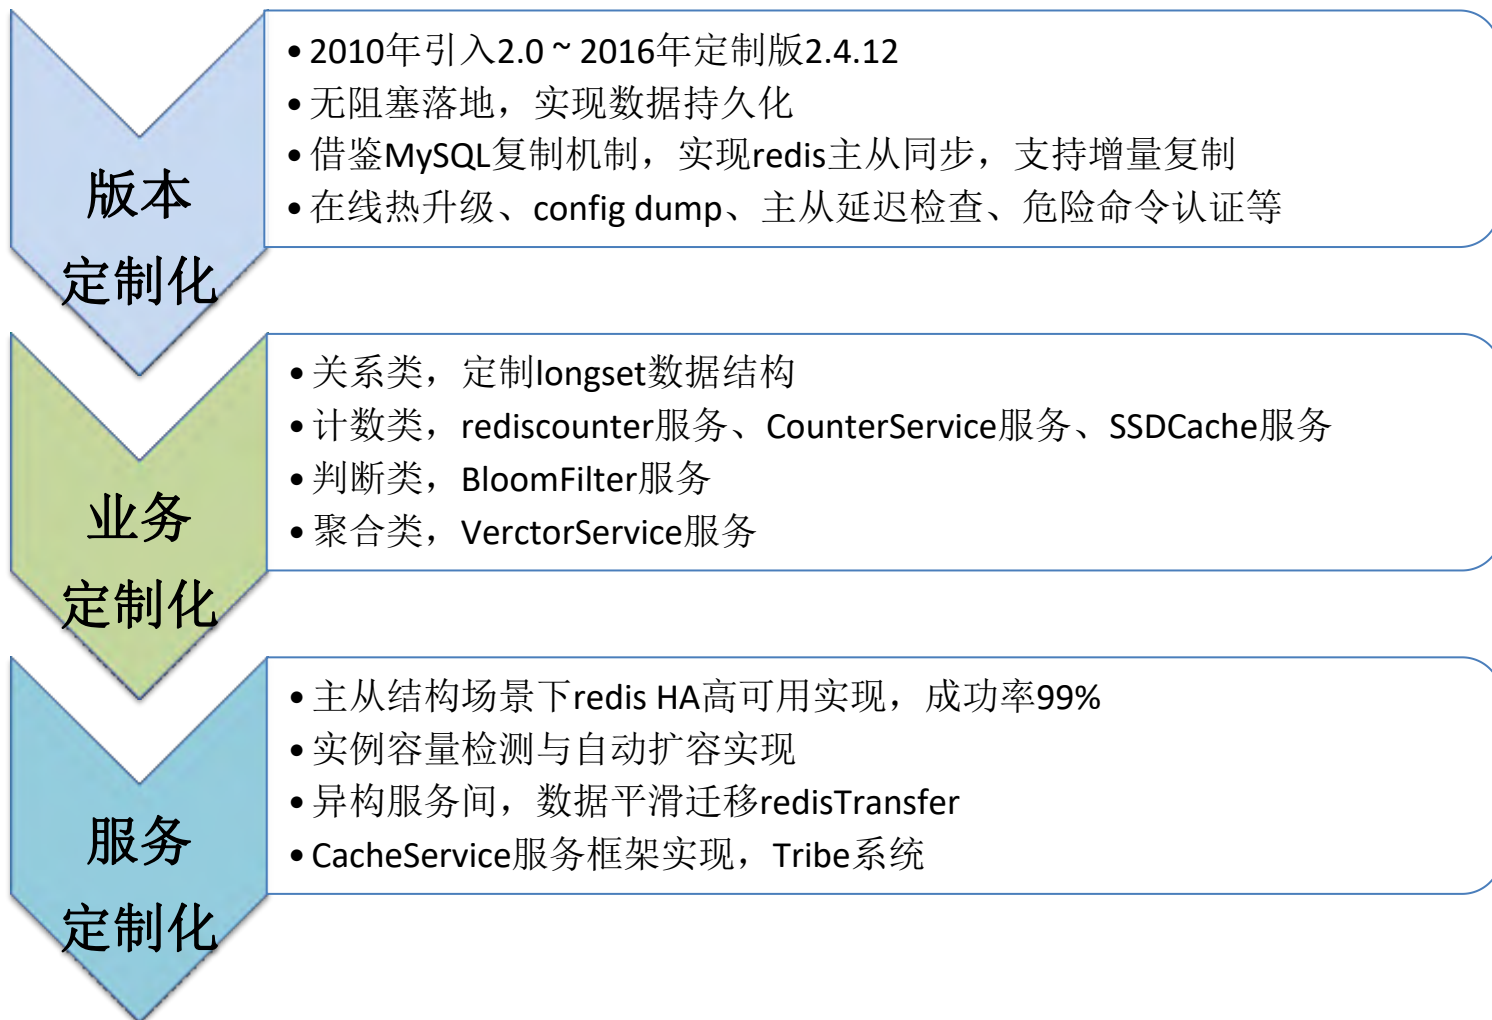 版本
定制化
•2010年引入2.0 ~ 2016年定制版2.4.12
•无阻塞落地，实现数据持久化
•借鉴MySQL复制机制，实现redis主从同步，支持增量复制
•在线热升级、config dump、主从延迟检查、危险命令认证等
业务
定制化
•关系类，定制longset数据结构
•计数类，rediscounter服务、CounterService服务、SSDCache服务
•判断类，BloomFilter服务
•聚合类，VerctorService服务
服务
定制化
•主从结构场景下redis HA高可用实现，成功率99%
•实例容量检测与自动扩容实现
•异构服务间，数据平滑迁移redisTransfer
•CacheService服务框架实现，Tribe系统